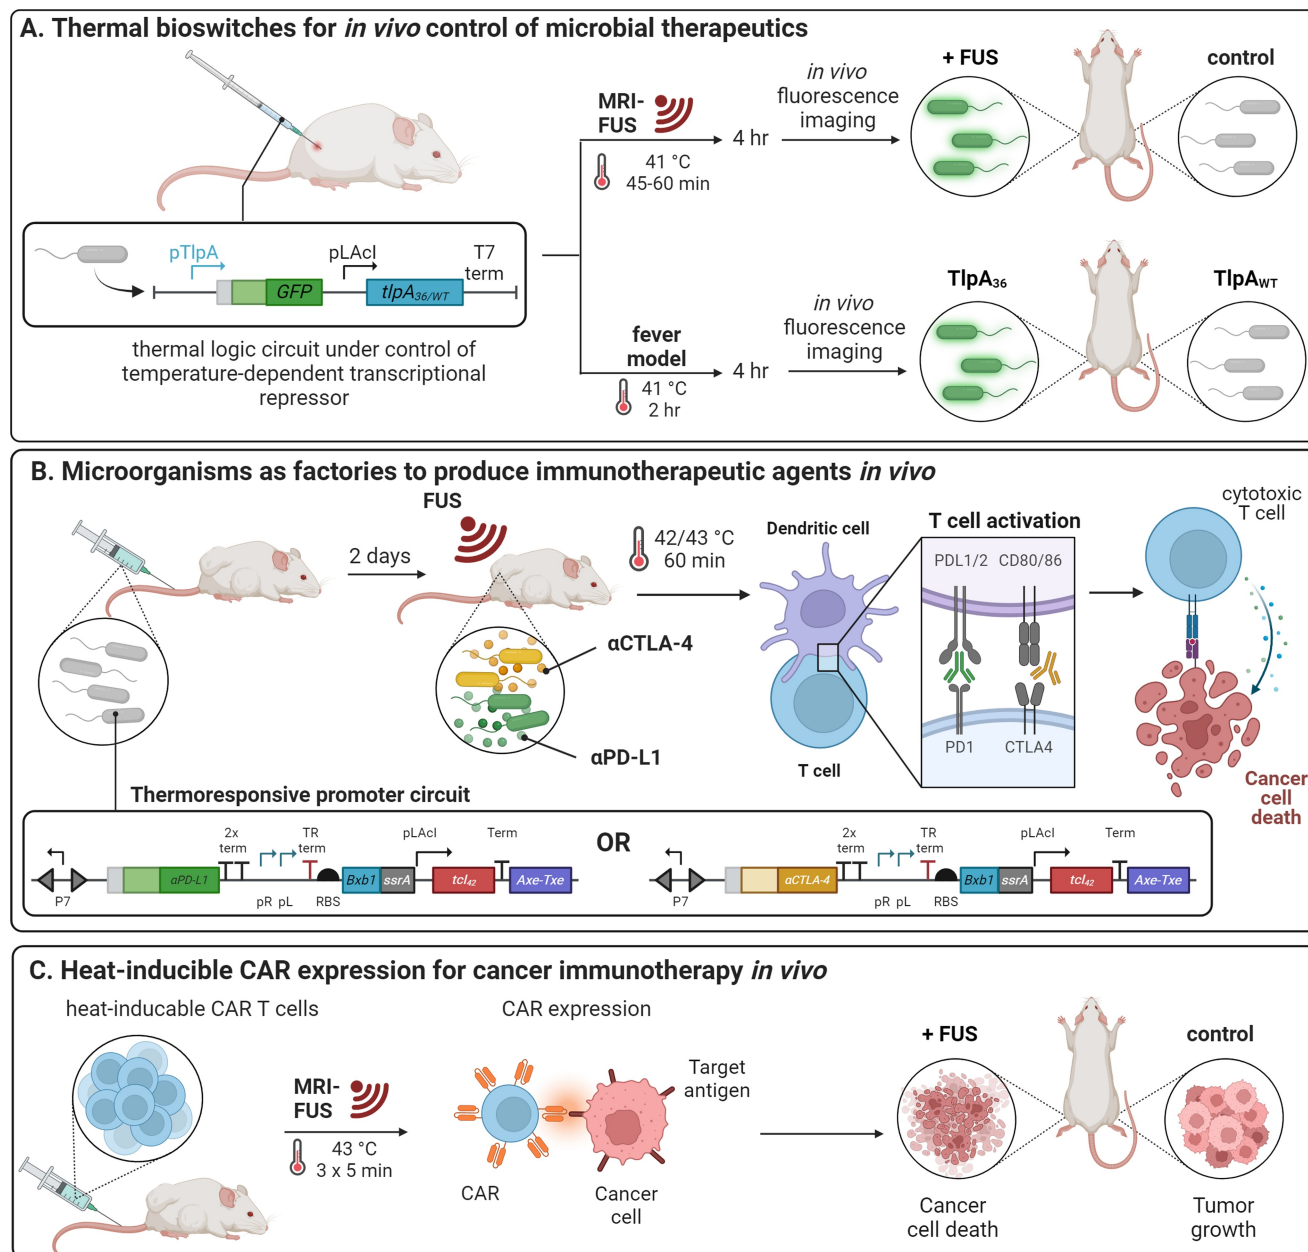 A. Thermal bioswitches for in vivo control of microbial therapeutics
MRI-
FUS
41 °C
45-60 min
4 hr
in vivo
fluorescence
imaging
+ FUS
control
pTlpA
GFP
pLAcI
tlpA36/WT
T7
term
thermal logic circuit under control of
temperature-dependent transcriptional
repressor
fever
model
41 °C
2 hr
4 hr
in vivo
fluorescence
imaging
TlpA36
TlpAWT
B. Microorganisms as factories to produce immunotherapeutic agents in vivo
2 days
FUS
42/43 °C
60 min
αCTLA-4
αPD-L1
Dendritic cell
T cell
T cell activation
PDL1/2
CD80/86
PD1
CTLA4
cytotoxic
T cell
Cancer
cell
death
Thermoresponsive promoter circuit
P7
αPD-L1
2x
term
pR pL
TR
term
RBS
Bxb1
ssrA
pLAcI
tcI42
Term
Axe-Txe
OR
P7
αCTLA-4
2x
term
pR pL
TR
term
RBS
Bxb1
ssrA
pLAcI
tcI42
Term
Axe-Txe
C. Heat-inducible CAR expression for cancer immunotherapy in vivo
heat-inducable CAR T cells
MRI-
FUS
43 °C
3 x 5 min
CAR expression
Target
antigen
CAR
Cancer
cell
+ FUS
control
Cancer
cell death
Tumor
growth